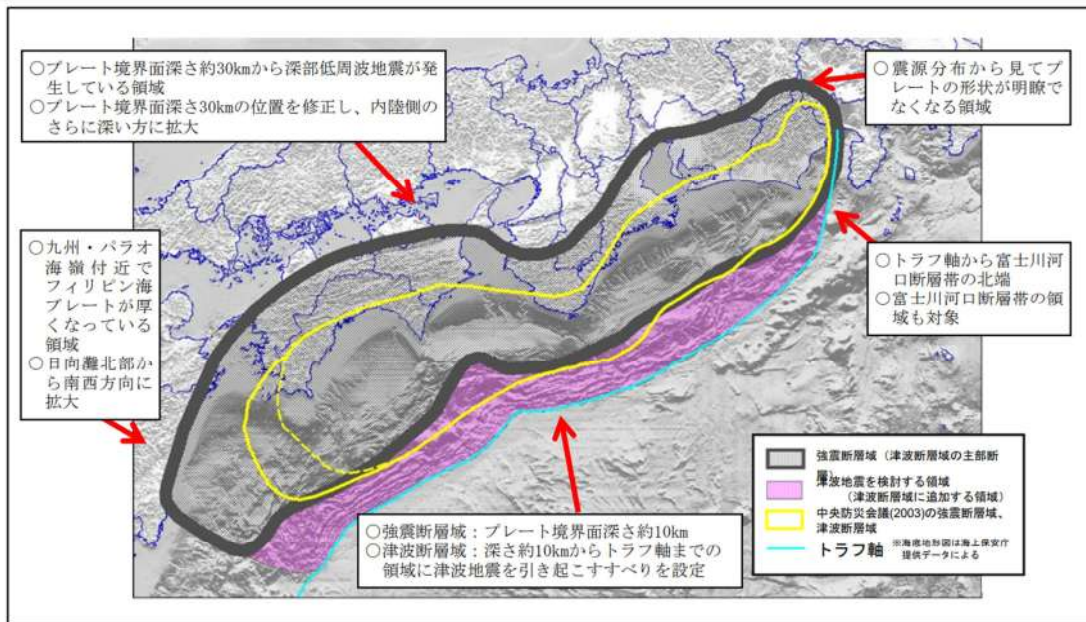 ○プレート境界面深さ約30kmから深部低周波地震が発
生している領域
○プレート境界面深さ30kmの位置を修正し、内陸側の
さらに深い方に拡大
○震源分布から見てプ
レートの形状が明瞭で
なくなる領域
○九州・パラオ
海嶺付近で
フィリピン海
プレートが厚
くなっている
領域
○日向灘北部か
ら南西方向に
拡大
○トラフ軸から富士川河
口断層帯の北端
○富士川河口断層帯の領
域も対象
○強震断層域：プレート境界面深さ約10km
○津波断層域：深さ約10kmからトラフ軸までの
領域に津波地震を引き起こすすべりを設定
強震断層域（津波断層域の主部断
層）
津波地震を検討する領域
（津波断層域に追加する領域）
中央防災会議(2003)の強震断層域、
津波断層域
トラフ軸
※海底地形図は海上保安庁
提供データによる